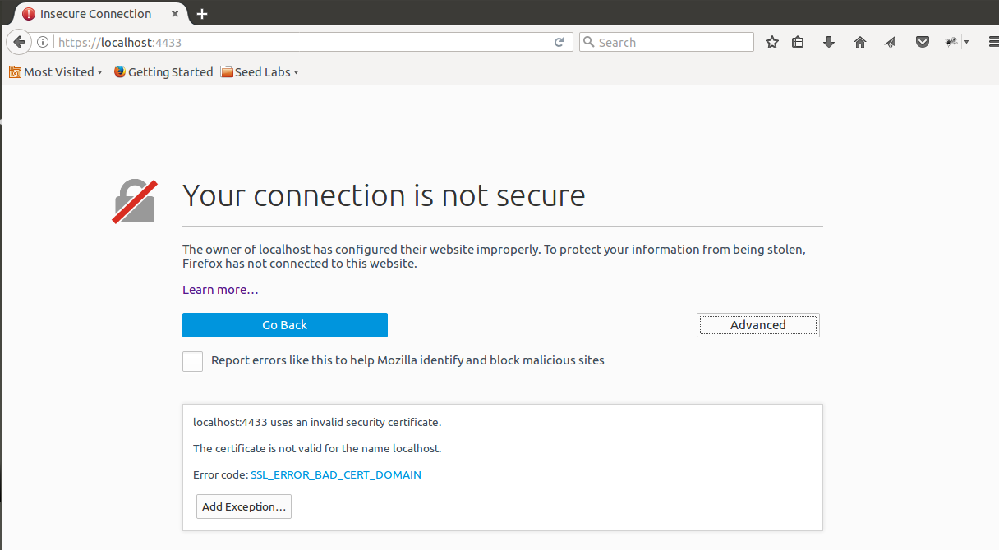 Insecure Connection
https://localhost:4433
Search
Most Visited
Getting Started
Seed Labs
Your connection is not secure
The owner of localhost has configured their website improperly. To protect your information from being stolen,
Firefox has not connected to this website.
Learn more…
Go Back
Advanced
Report errors like this to help Mozilla identify and block malicious sites
localhost:4433 uses an invalid security certificate.
The certificate is not valid for the name localhost.
Error code: SSL_ERROR_BAD_CERT_DOMAIN
Add Exception…